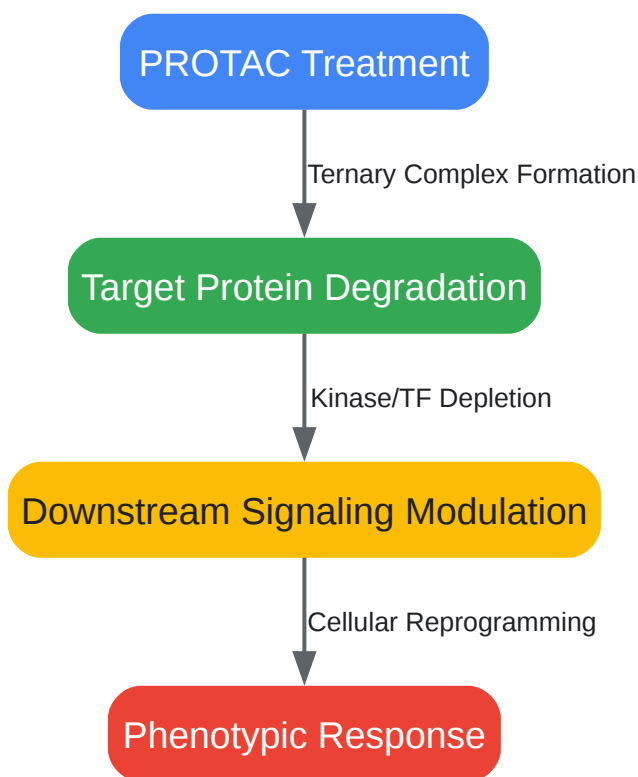 PROTAC Treatment
Ternary Complex Formation
Target Protein Degradation
Kinase/TF Depletion
Downstream Signaling Modulation
Cellular Reprogramming
Phenotypic Response